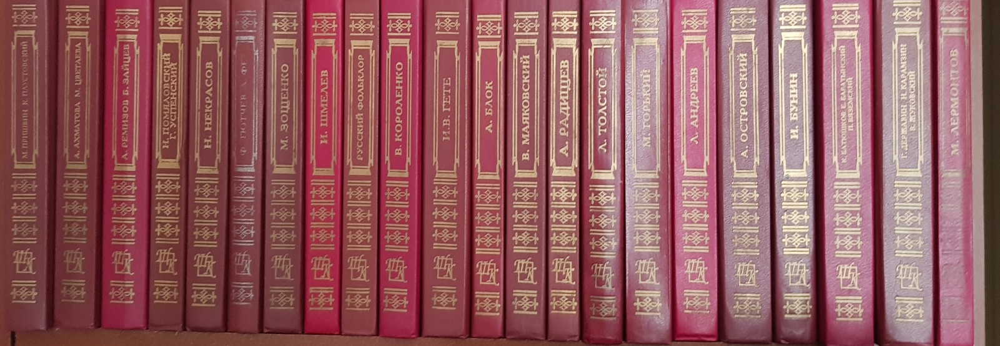 М. ПРИШВИН К. ПАУСТОВСКИЙ
А. АХМАТОВА М. ЦВЕТАЕВА
А. РЕМИЗОВ Б. ЗАЙЦЕВ
Н. ПОМЯЛОВСКИЙ
Г. УСПЕНСКИЙ
Н. НЕКРАСОВ
Ф. ТЮТЧЕВ А. ФЕТ
М. ЗОЩЕНКО
И. ШМЕЛЕВ
РУССКИЙ ФОЛЬКЛОР
В. КОРОЛЕНКО
И.В. ГЕТЕ
А. БЛОК
В. МАЯКОВСКИЙ
А. РАДИЩЕВ
Л. ТОЛСТОЙ
М. ГОРЬКИЙ
Л. АНДРЕЕВ
А. ОСТРОВСКИЙ
И. БУНИН
К. БАТЮШКОВ Е. БАРАТЫНСКИЙ
П. ВЯЗЕМСКИЙ
Г. ДЕРЖАВИН Н. КАРАМЗИН
В. ЖУКОВСКИЙ
М. ЛЕРМОНТОВ